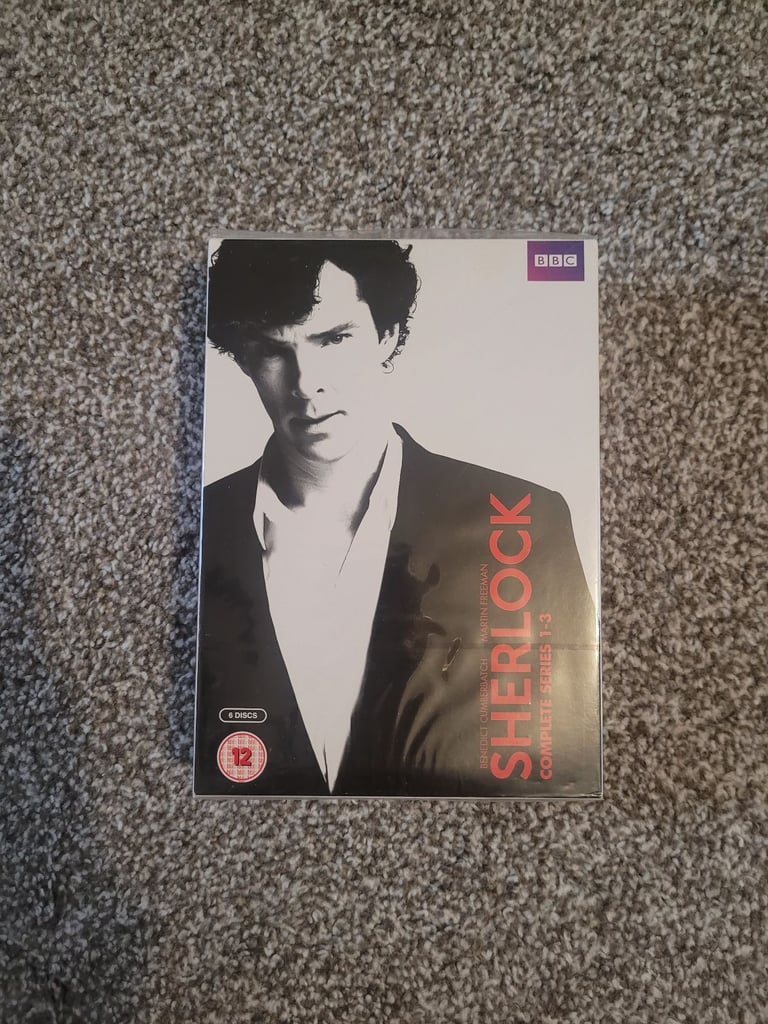 BBC
BENEDICT CUMBERBATCH MARTIN FREEMAN
SHERLOCK
COMPLETE SERIES 1-3
6 DISCS
12